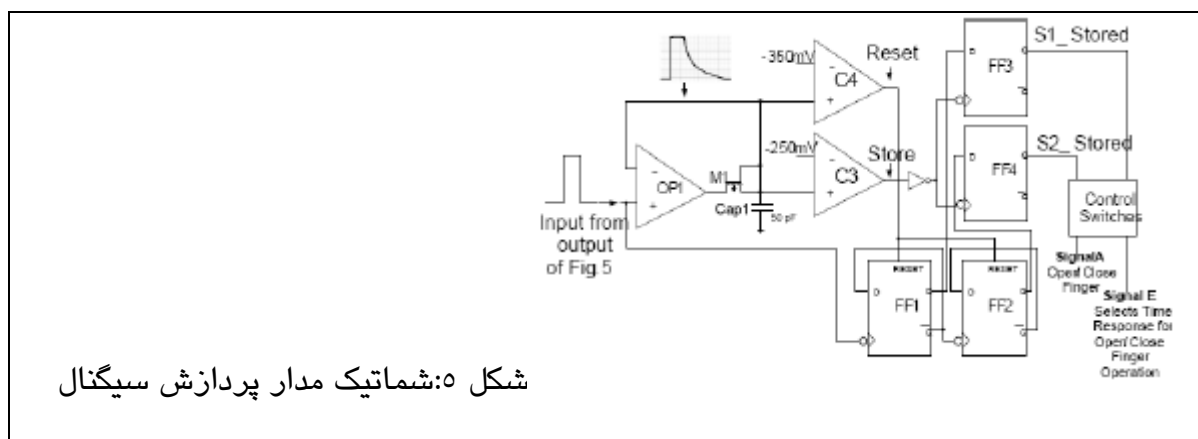 -350mV
Reset
C4
S1_Stored
FF3
D
Q
Q
-250mV
Store
C3
S2_Stored
FF4
D
Q
Q
OP1
M1
Cap1
50 pF
Input from
output
of Fig.5
Control
Switches
SignalA
Open/Close
Finger
Signal E
Selects Time
Response for
Open/Close
Finger
Operation
RESET
D
FF1
RESET
D
FF2
شکل ٥:شماتیک مدار پردازش سیگنال